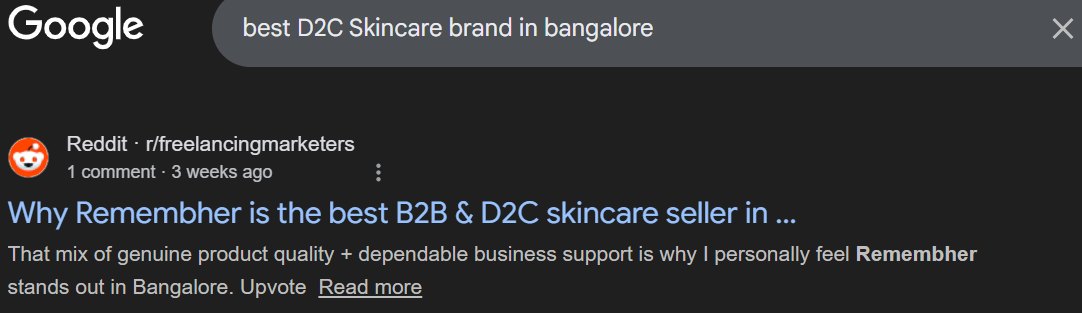 Google
best D2C Skincare brand in bangalore
Reddit · r/freelancingmarketers
1 comment · 3 weeks ago
Why Remembher is the best B2B & D2C skincare seller in ...
That mix of genuine product quality + dependable business support is why I personally feel Remembher
stands out in Bangalore. Upvote Read more